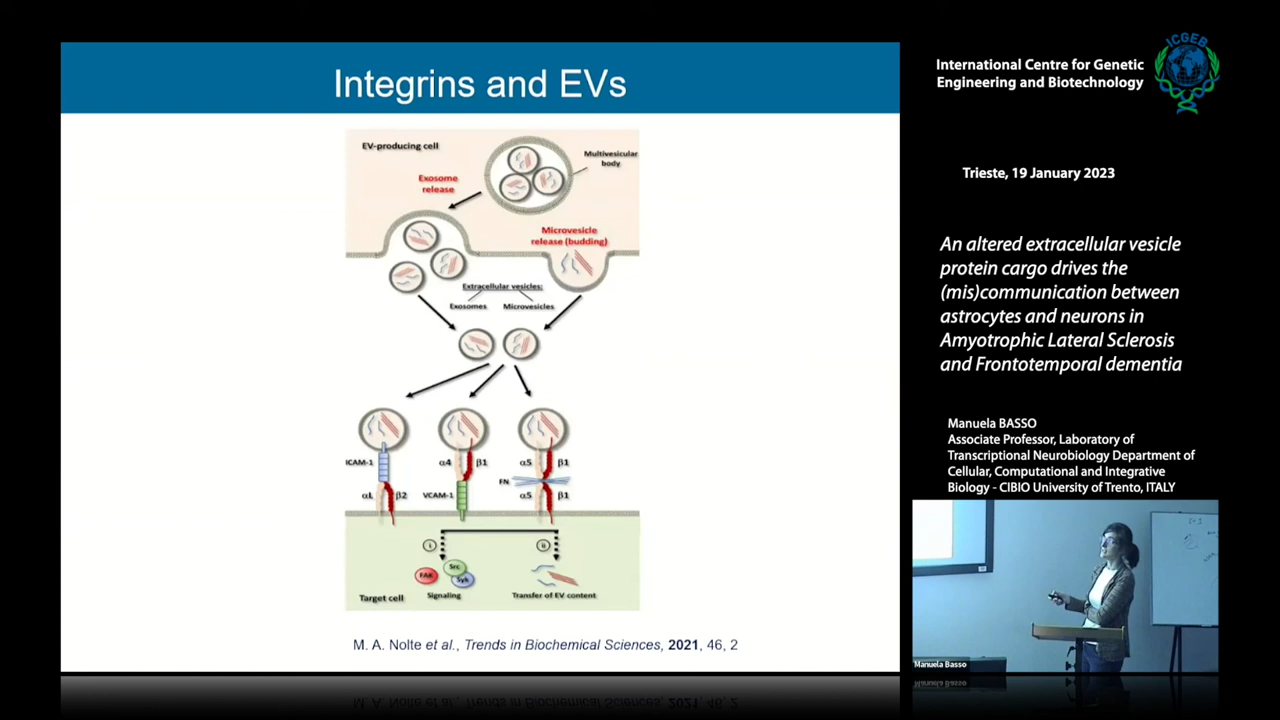 Integrins and EVs
EV-producing cell
Multivesicular
body
Exosome
release
Microvesicle
release (budding)
Extracellular vesicles:
Exosomes
Microvesicles
ICAM-1
αL
β2
α4
β1
VCAM-1
α5
β1
FN
α5
β1
i
ii
FAK
Src
Syk
Signaling
Transfer of EV content
Target cell
M. A. Nolte et al., Trends in Biochemical Sciences, 2021, 46, 2
International Centre for Genetic
Engineering and Biotechnology
ICGEB
Trieste, 19 January 2023
An altered extracellular vesicle
protein cargo drives the
(mis)communication between
astrocytes and neurons in
Amyotrophic Lateral Sclerosis
and Frontotemporal dementia
Manuela BASSO
Associate Professor, Laboratory of
Transcriptional Neurobiology Department of
Cellular, Computational and Integrative
Biology - CIBIO University of Trento, ITALY
Manuela Basso